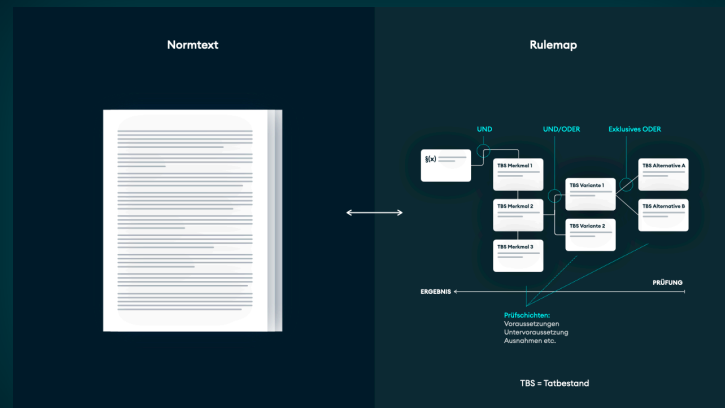 Normtext
Rulemap
UND
UND/ODER
Exklusives ODER
§(x)
TBS Merkmal 1
TBS Alternative A
TBS Variante 1
TBS Merkmal 2
TBS Alternative B
TBS Variante 2
TBS Merkmal 3
PRÜFUNG
ERGEBNIS
Prüfschichten:
Voraussetzungen
Untervoraussetzung
Ausnahmen etc.
TBS = Tatbestand